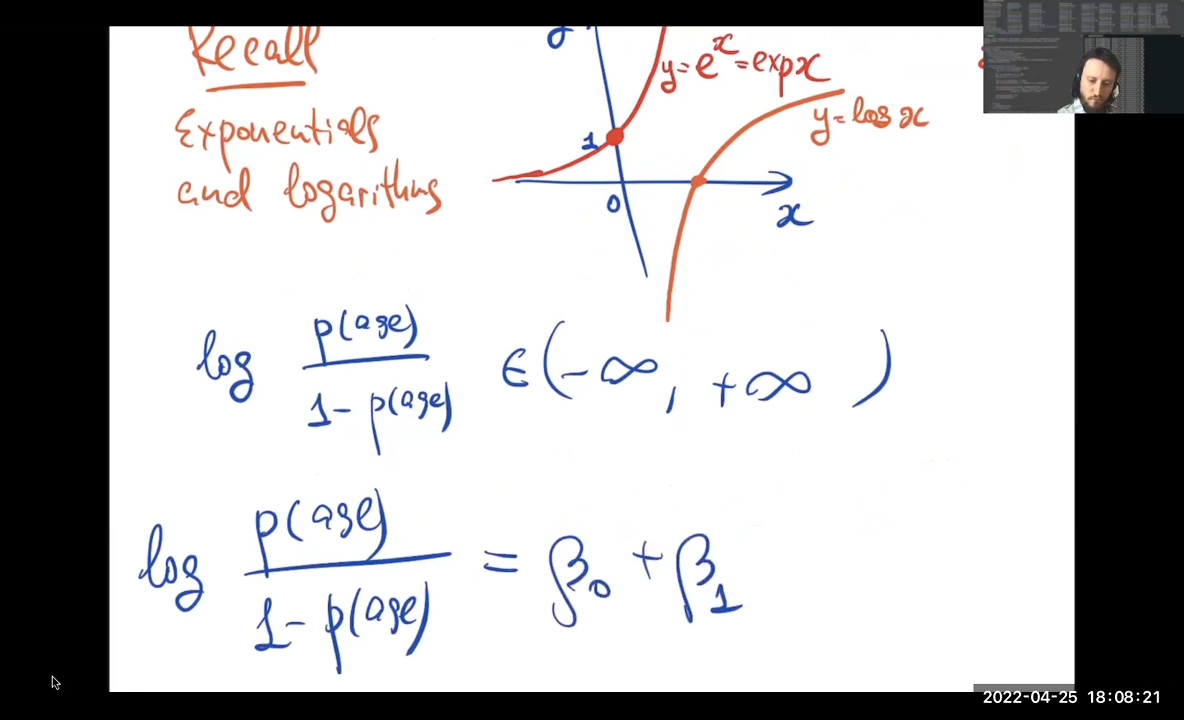 Recall
Exponentials
and logarithms
y=e^x=exp x
y=log x
1
0
x
log p(age) / 1-p(age) ∈ (-∞, +∞)
log p(age) / 1-p(age) = β₀ + β₁
2022-04-25 18:08:21